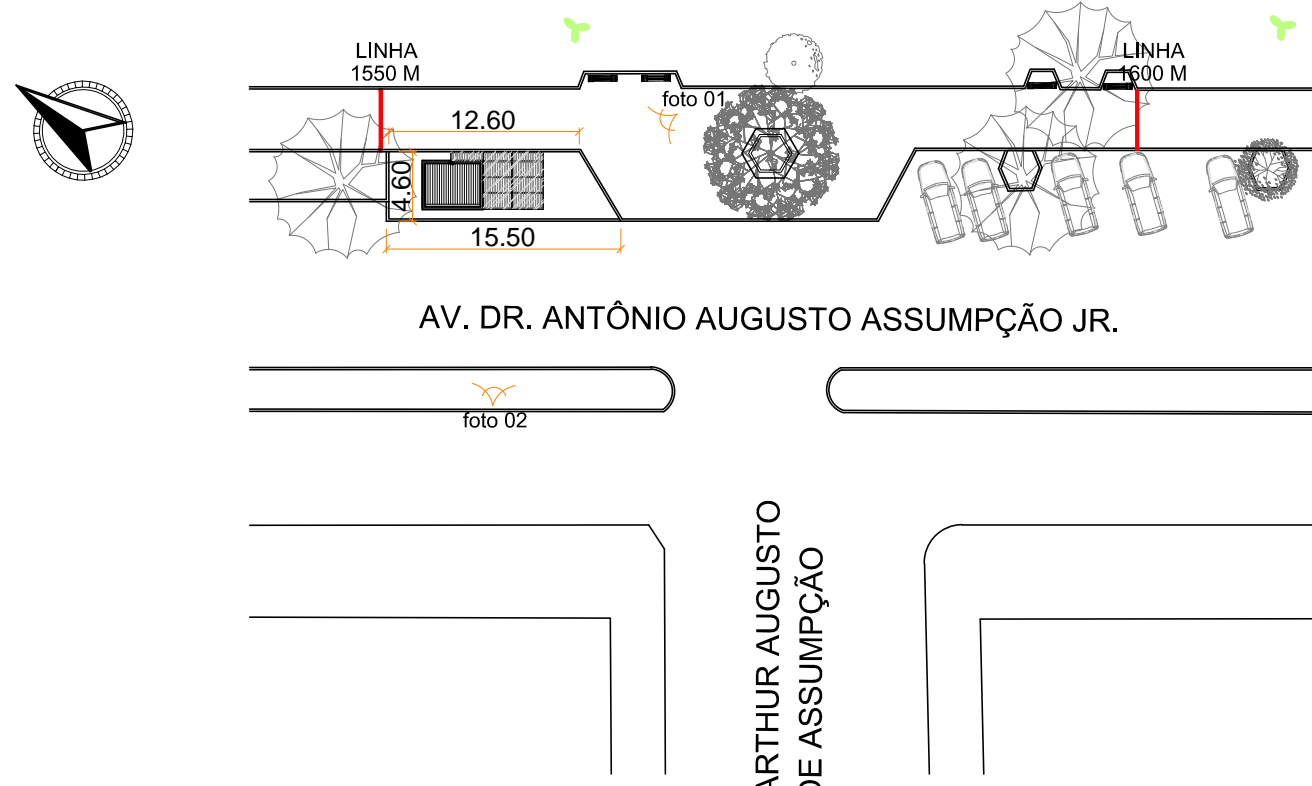 LINHA
1550 M
LINHA
1600 M
foto 01
12.60
4.60
15.50
AV. DR. ANTÔNIO AUGUSTO ASSUMPÇÃO JR.
foto 02
ARTHUR AUGUSTO
DE ASSUMPÇÃO